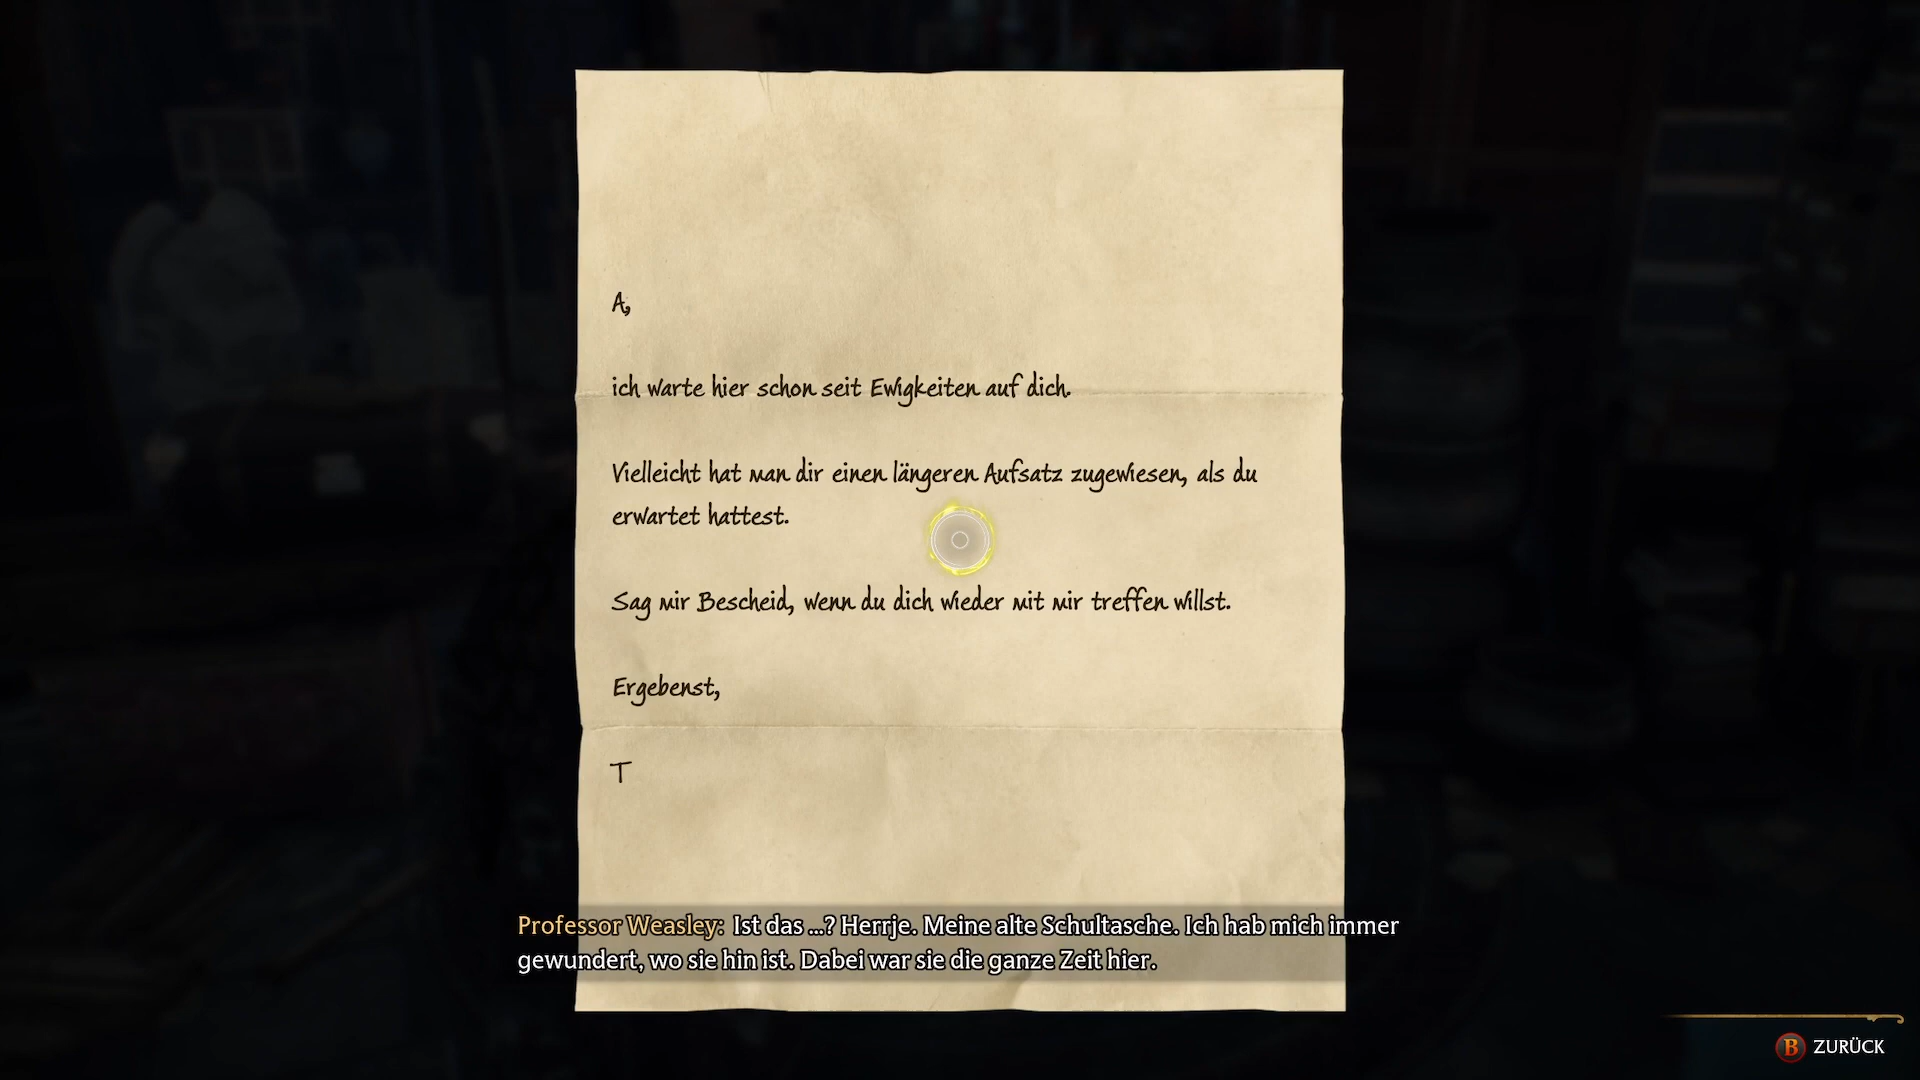 A,
ich warte hier schon seit Ewigkeiten auf dich.
Vielleicht hat man dir einen längeren Aufsatz zugewiesen, als du
erwartet hattest.
Sag mir Bescheid, wenn du dich wieder mit mir treffen willst.
Ergebenst,
T
Professor Weasley: Ist das ...? Herrje. Meine alte Schultasche. Ich hab mich immer
gewundert, wo sie hin ist. Dabei war sie die ganze Zeit hier.
B ZURÜCK